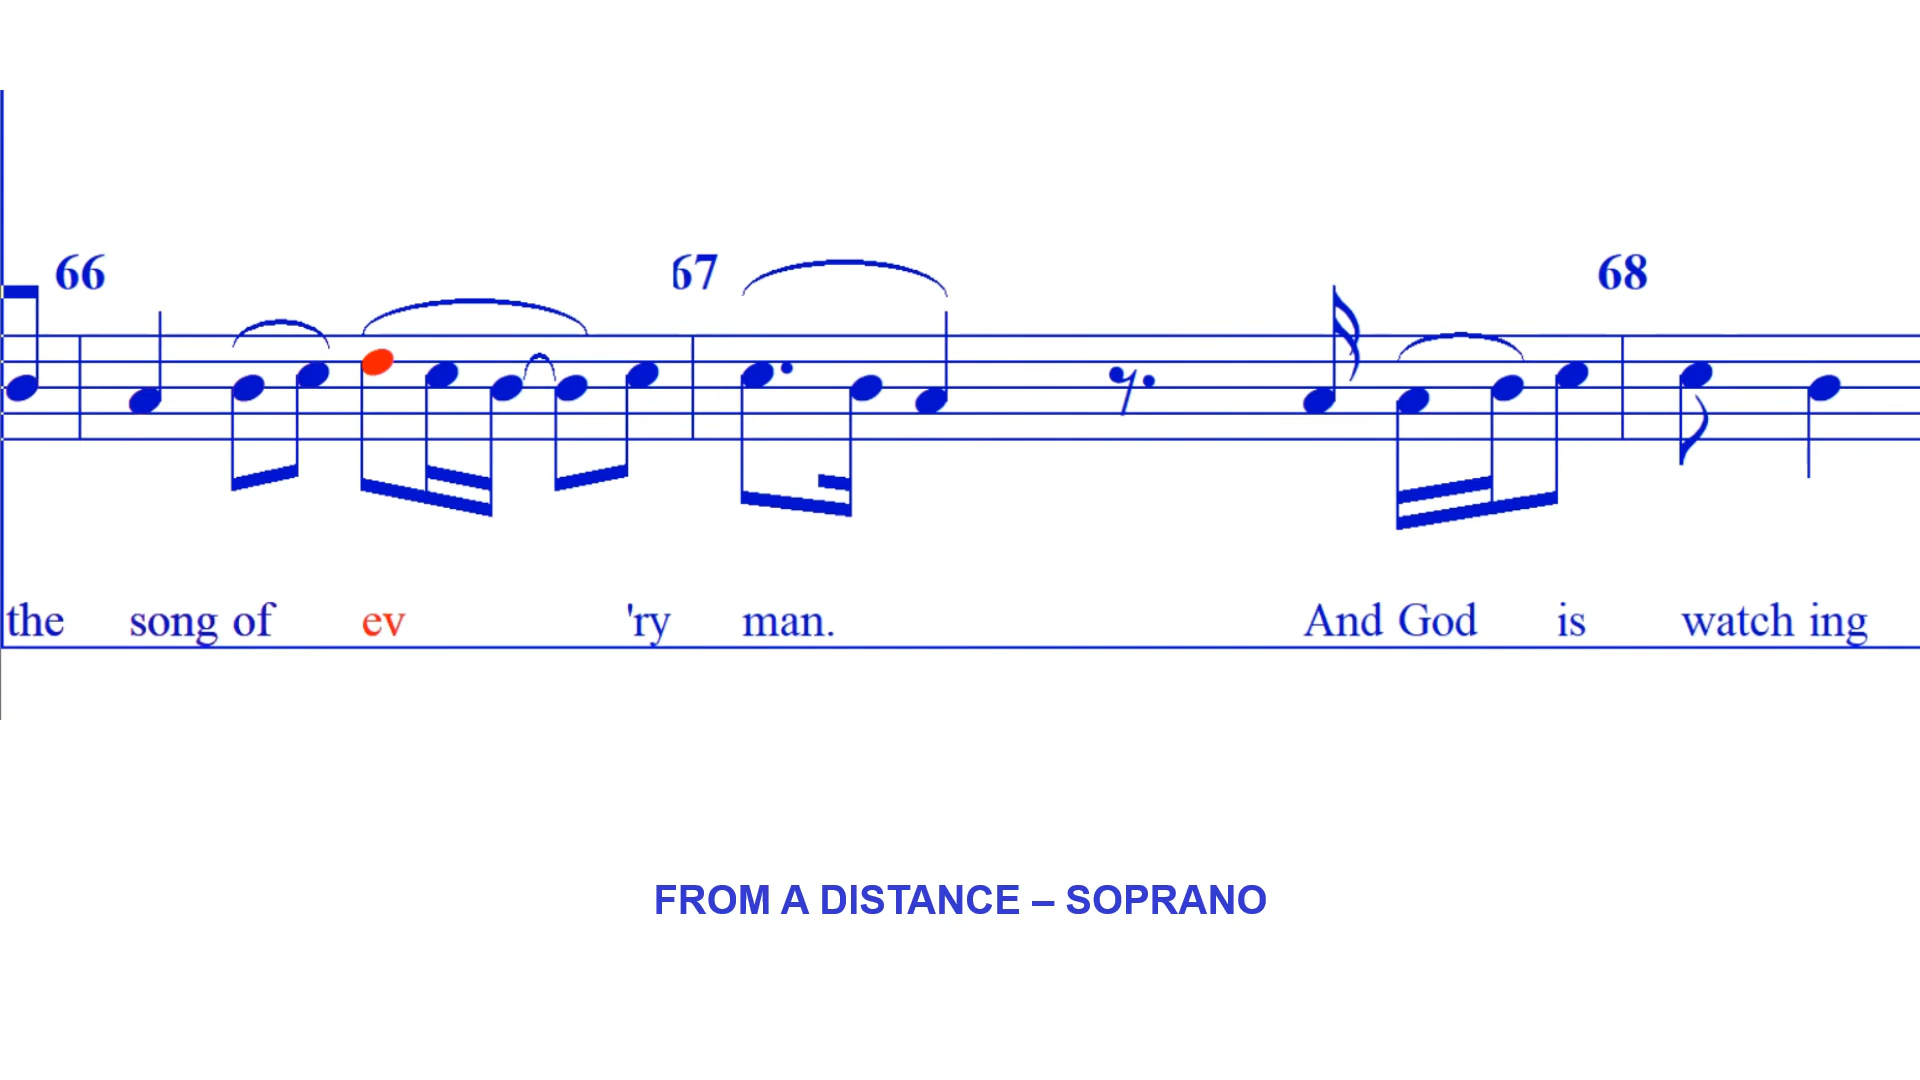 66 67 68
the song of ev 'ry man. And God is watch ing
FROM A DISTANCE – SOPRANO